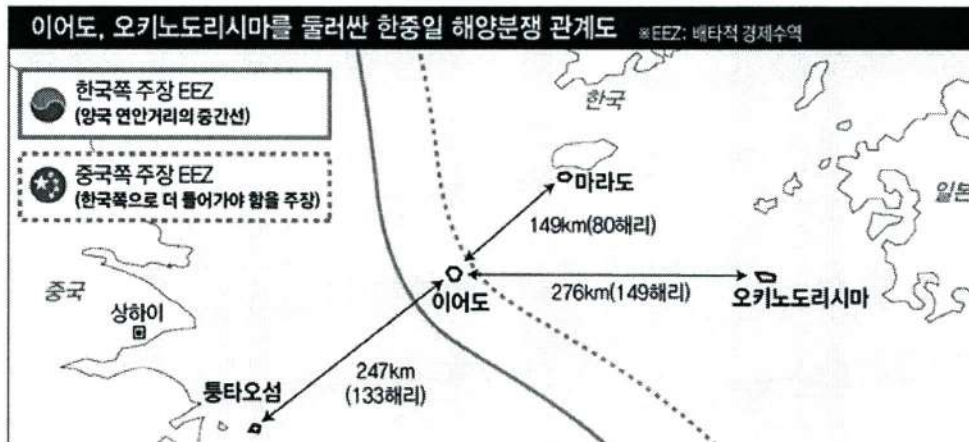 이어도, 오키노도리시마를 둘러싼 한중일 해양분쟁 관계도 ※EEZ: 배타적 경제수역
한국쪽 주장 EEZ
(양국 연안거리의 중간선)
중국쪽 주장 EEZ
(한국쪽으로 더 들어가야 함을 주장)
한국
마라도
일본
149km(80해리)
중국
상하이
이어도
276km(149해리)
오키노도리시마
247km
(133해리)
퉁타오섬